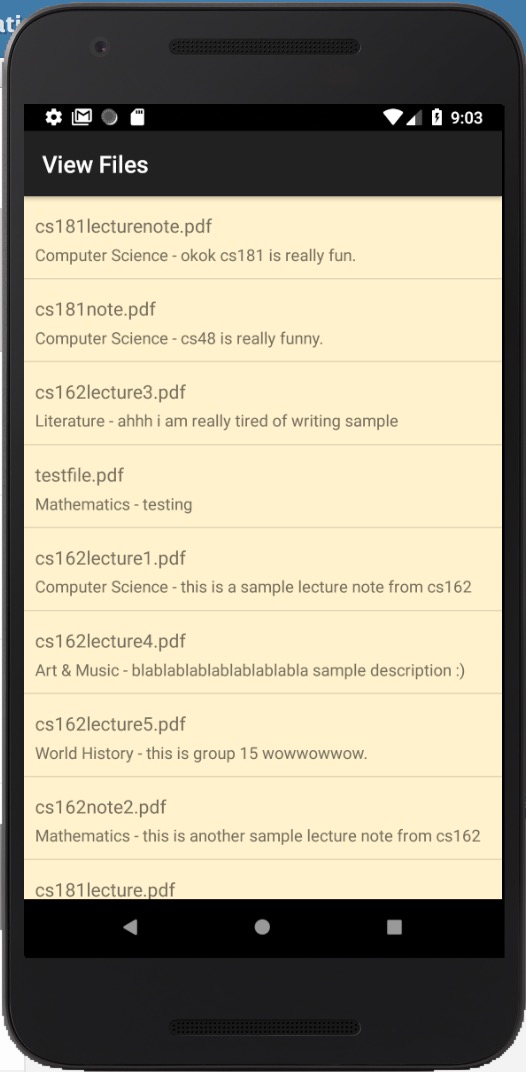 ati
9:03
View Files
cs181lecturenote.pdf
Computer Science - okok cs181 is really fun.
cs181note.pdf
Computer Science - cs48 is really funny.
cs162lecture3.pdf
Literature - ahhh i am really tired of writing sample
testfile.pdf
Mathematics - testing
cs162lecture1.pdf
Computer Science - this is a sample lecture note from cs162
cs162lecture4.pdf
Art & Music - blablablablablablablabla sample description :)
cs162lecture5.pdf
World History - this is group 15 wowwowwow.
cs162note2.pdf
Mathematics - this is another sample lecture note from cs162
cs181lecture.pdf